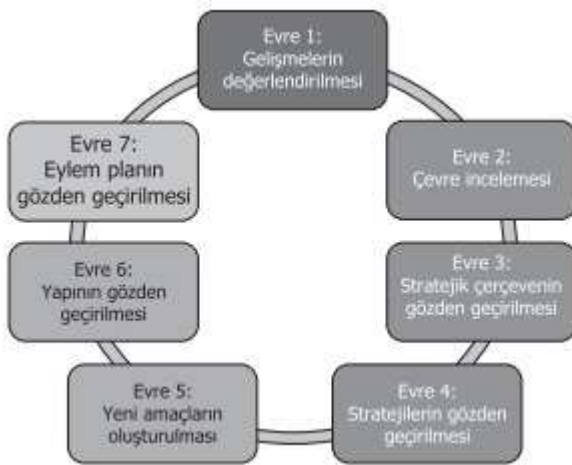 Evre 1:
Gelişmelerin
değerlendirilmesi
Evre 2:
Çevre incelemesi
Evre 3:
Stratejik çerçevenin
gözden geçirilmesi
Evre 4:
Stratejilerin gözden
geçirilmesi
Evre 5:
Yeni amaçların
oluşturulması
Evre 6:
Yapının gözden
geçirilmesi
Evre 7:
Eylem planın
gözden geçirilmesi